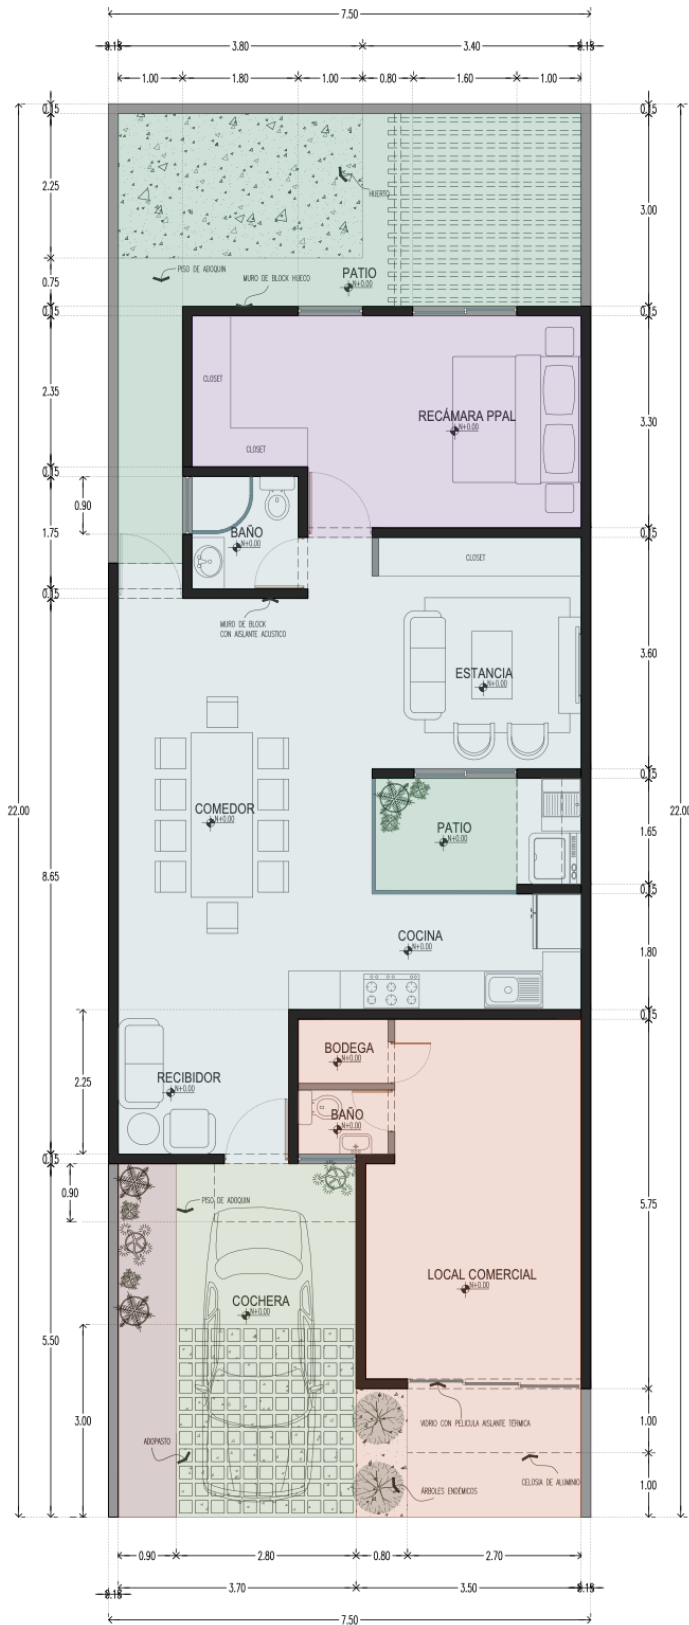 7.50
0.15 3.80 3.40 0.15
1.00 1.80 1.00 0.80 1.60 1.00
0.15 0.15
2.25
HUERTO
3.00
PISO DE ADOQUIN
PATIO
N+0.00
0.75
MURO DE BLOCK HUECO
0.15 0.15
2.35
CLOSET
3.30
RECÁMARA PPAL
N+0.00
CLOSET
0.15
0.90
1.75
BAÑO
N+0.00
0.15
CLOSET
0.15
MURO DE BLOCK
CON AISLANTE ACUSTICO
3.60
ESTANCIA
N+0.00
0.15
22.00 22.00
COMEDOR
N+0.00
PATIO
N+0.00
1.65
8.65
0.15
COCINA
N+0.00
1.80
0.15
BODEGA
N+0.00
2.25
RECIBIDOR
N+0.00
BAÑO
N+0.00
0.15
0.90
PISO DE ADOQUIN
5.75
LOCAL COMERCIAL
N+0.00
COCHERA
N+0.00
5.50
3.00
VIDRIO CON PELICULA AISLANTE TÉRMICA
1.00
ADOPASTO
CELOSIA DE ALUMINIO
ÁRBOLES ENDÉMICOS
1.00
0.90 2.80 0.80 2.70
0.15 3.70 3.50 0.15
7.50